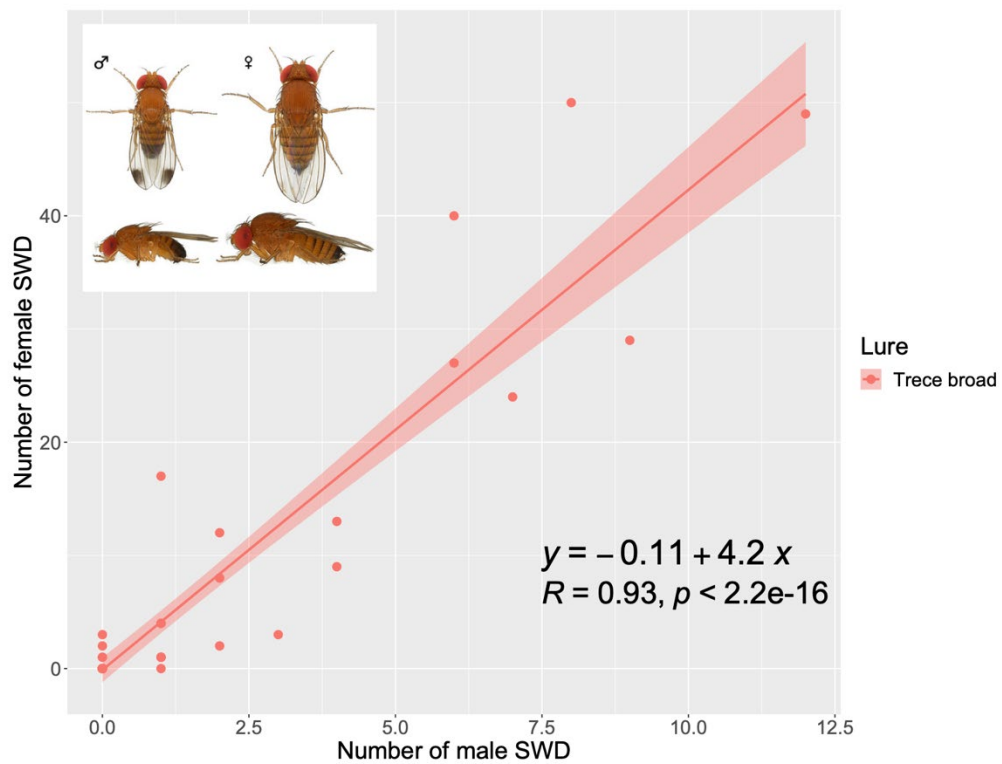 ♂ ♀
Number of female SWD
40
20
0
0.0 2.5 5.0 7.5 10.0 12.5
Number of male SWD
y = −0.11 + 4.2 x
R = 0.93, p < 2.2e-16
Lure
Trece broad